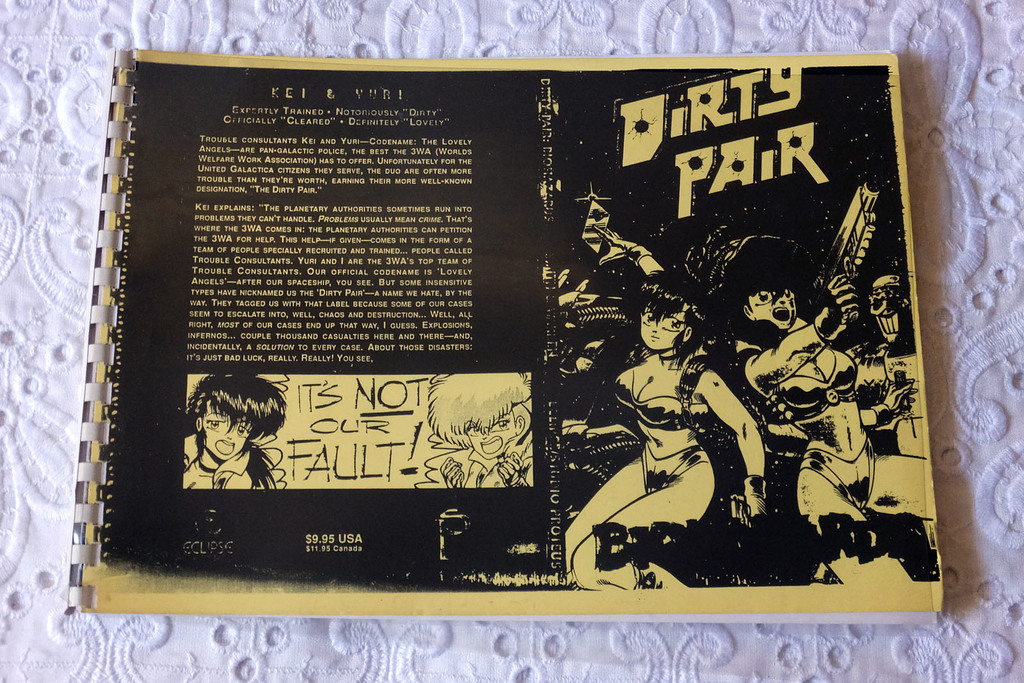 KEI & YURI
EXPERTLY TRAINED • NOTORIOUSLY "DIRTY"
OFFICIALLY "CLEARED" • DEFINITELY "LOVELY"
TROUBLE CONSULTANTS KEI AND YURI—CODENAME: THE LOVELY
ANGELS—ARE PAN-GALACTIC POLICE, THE BEST THE 3WA (WORLDS
WELFARE WORK ASSOCIATION) HAS TO OFFER. UNFORTUNATELY FOR THE
UNITED GALACTICA CITIZENS THEY SERVE, THE DUO ARE OFTEN MORE
TROUBLE THAN THEY'RE WORTH, EARNING THEIR MORE WELL-KNOWN
DESIGNATION, "THE DIRTY PAIR."
KEI EXPLAINS: "THE PLANETARY AUTHORITIES SOMETIMES RUN INTO
PROBLEMS THEY CAN'T HANDLE. PROBLEMS USUALLY MEAN CRIME. THAT'S
WHERE THE 3WA COMES IN: THE PLANETARY AUTHORITIES CAN PETITION
THE 3WA FOR HELP. THIS HELP—IF GIVEN—COMES IN THE FORM OF A
TEAM OF PEOPLE SPECIALLY RECRUITED AND TRAINED... PEOPLE CALLED
TROUBLE CONSULTANTS. YURI AND I ARE THE 3WA'S TOP TEAM OF
TROUBLE CONSULTANTS. OUR OFFICIAL CODENAME IS 'LOVELY
ANGELS'—AFTER OUR SPACESHIP, YOU SEE. BUT SOME INSENSITIVE
TYPES HAVE NICKNAMED US THE 'DIRTY PAIR'—A NAME WE HATE, BY THE
WAY. THEY TAGGED US WITH THAT LABEL BECAUSE SOME OF OUR CASES
SEEM TO ESCALATE INTO, WELL, CHAOS AND DESTRUCTION... WELL, ALL
RIGHT, MOST OF OUR CASES END UP THAT WAY, I GUESS. EXPLOSIONS,
INFERNOS... COUPLE THOUSAND CASUALTIES HERE AND THERE—AND,
INCIDENTALLY, A SOLUTION TO EVERY CASE. ABOUT THOSE DISASTERS:
IT'S JUST BAD LUCK, REALLY. REALLY! YOU SEE,
IT'S NOT
OUR
FAULT!
ECLIPSE
$9.95 USA
$11.95 Canada
DIRTY PAIR:
PROTEUS
DIRTY
PAIR